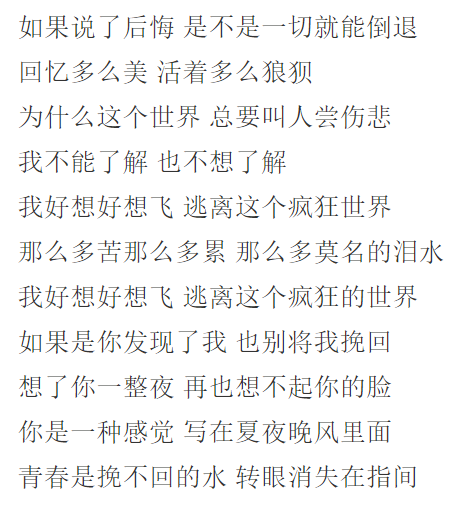 如果说了后悔 是不是一切就能倒退
回忆多么美 活着多么狼狈
为什么这个世界 总要叫人尝伤悲
我不能了解 也不想了解
我好想好想飞 逃离这个疯狂世界
那么多苦那么多累 那么多莫名的泪水
我好想好想飞 逃离这个疯狂的世界
如果是你发现了我 也别将我挽回
想了你一整夜 再也想不起你的脸
你是一种感觉 写在夏夜晚风里面
青春是挽不回的水 转眼消失在指间